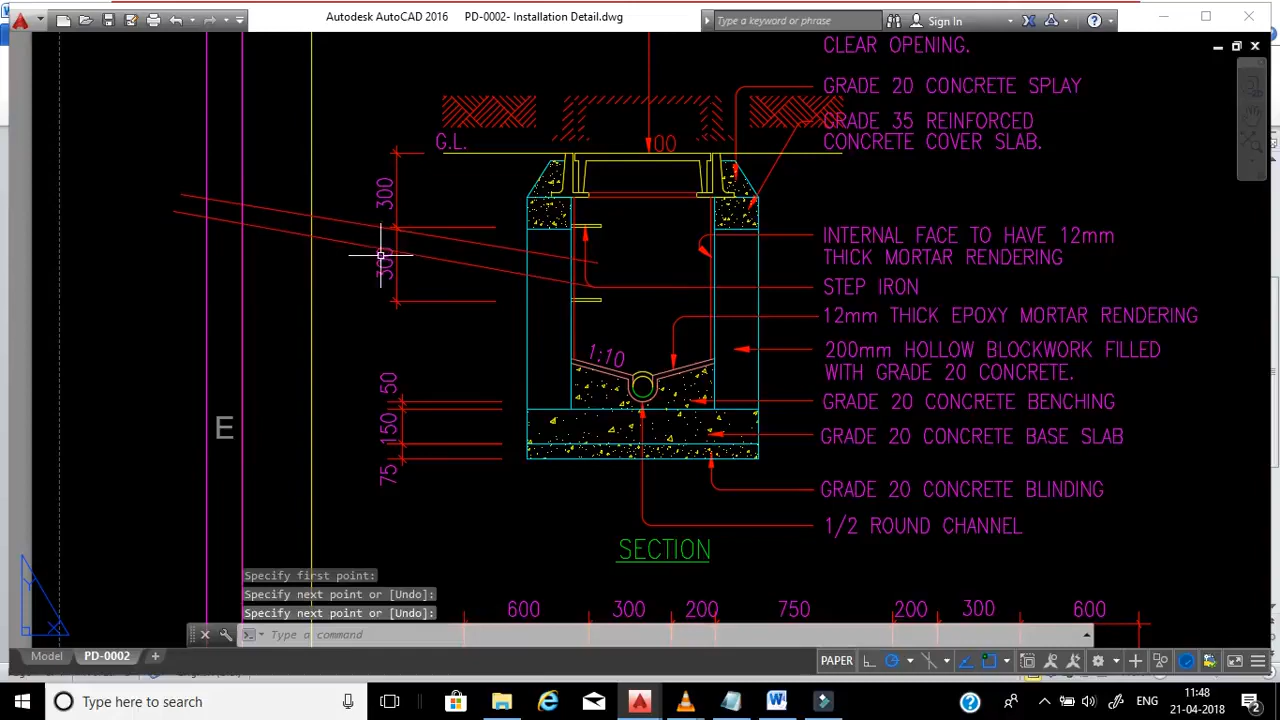 Autodesk AutoCAD 2016 PD-0002- Installation Detail.dwg
Type a keyword or phrase
Sign In
CLEAR OPENING.
GRADE 20 CONCRETE SPLAY
GRADE 35 REINFORCED
CONCRETE COVER SLAB.
G.L.
00
300
300
INTERNAL FACE TO HAVE 12mm
THICK MORTAR RENDERING
STEP IRON
12mm THICK EPOXY MORTAR RENDERING
1:10
200mm HOLLOW BLOCKWORK FILLED
WITH GRADE 20 CONCRETE.
50
GRADE 20 CONCRETE BENCHING
150
E
GRADE 20 CONCRETE BASE SLAB
75
GRADE 20 CONCRETE BLINDING
1/2 ROUND CHANNEL
SECTION
Specify first point:
Specify next point or [Undo]:
Specify next point or [Undo]:
600 300 200 750 200 300 600
Type a command
Model PD-0002
PAPER
Type here to search
ENG
11:48
21-04-2018
2